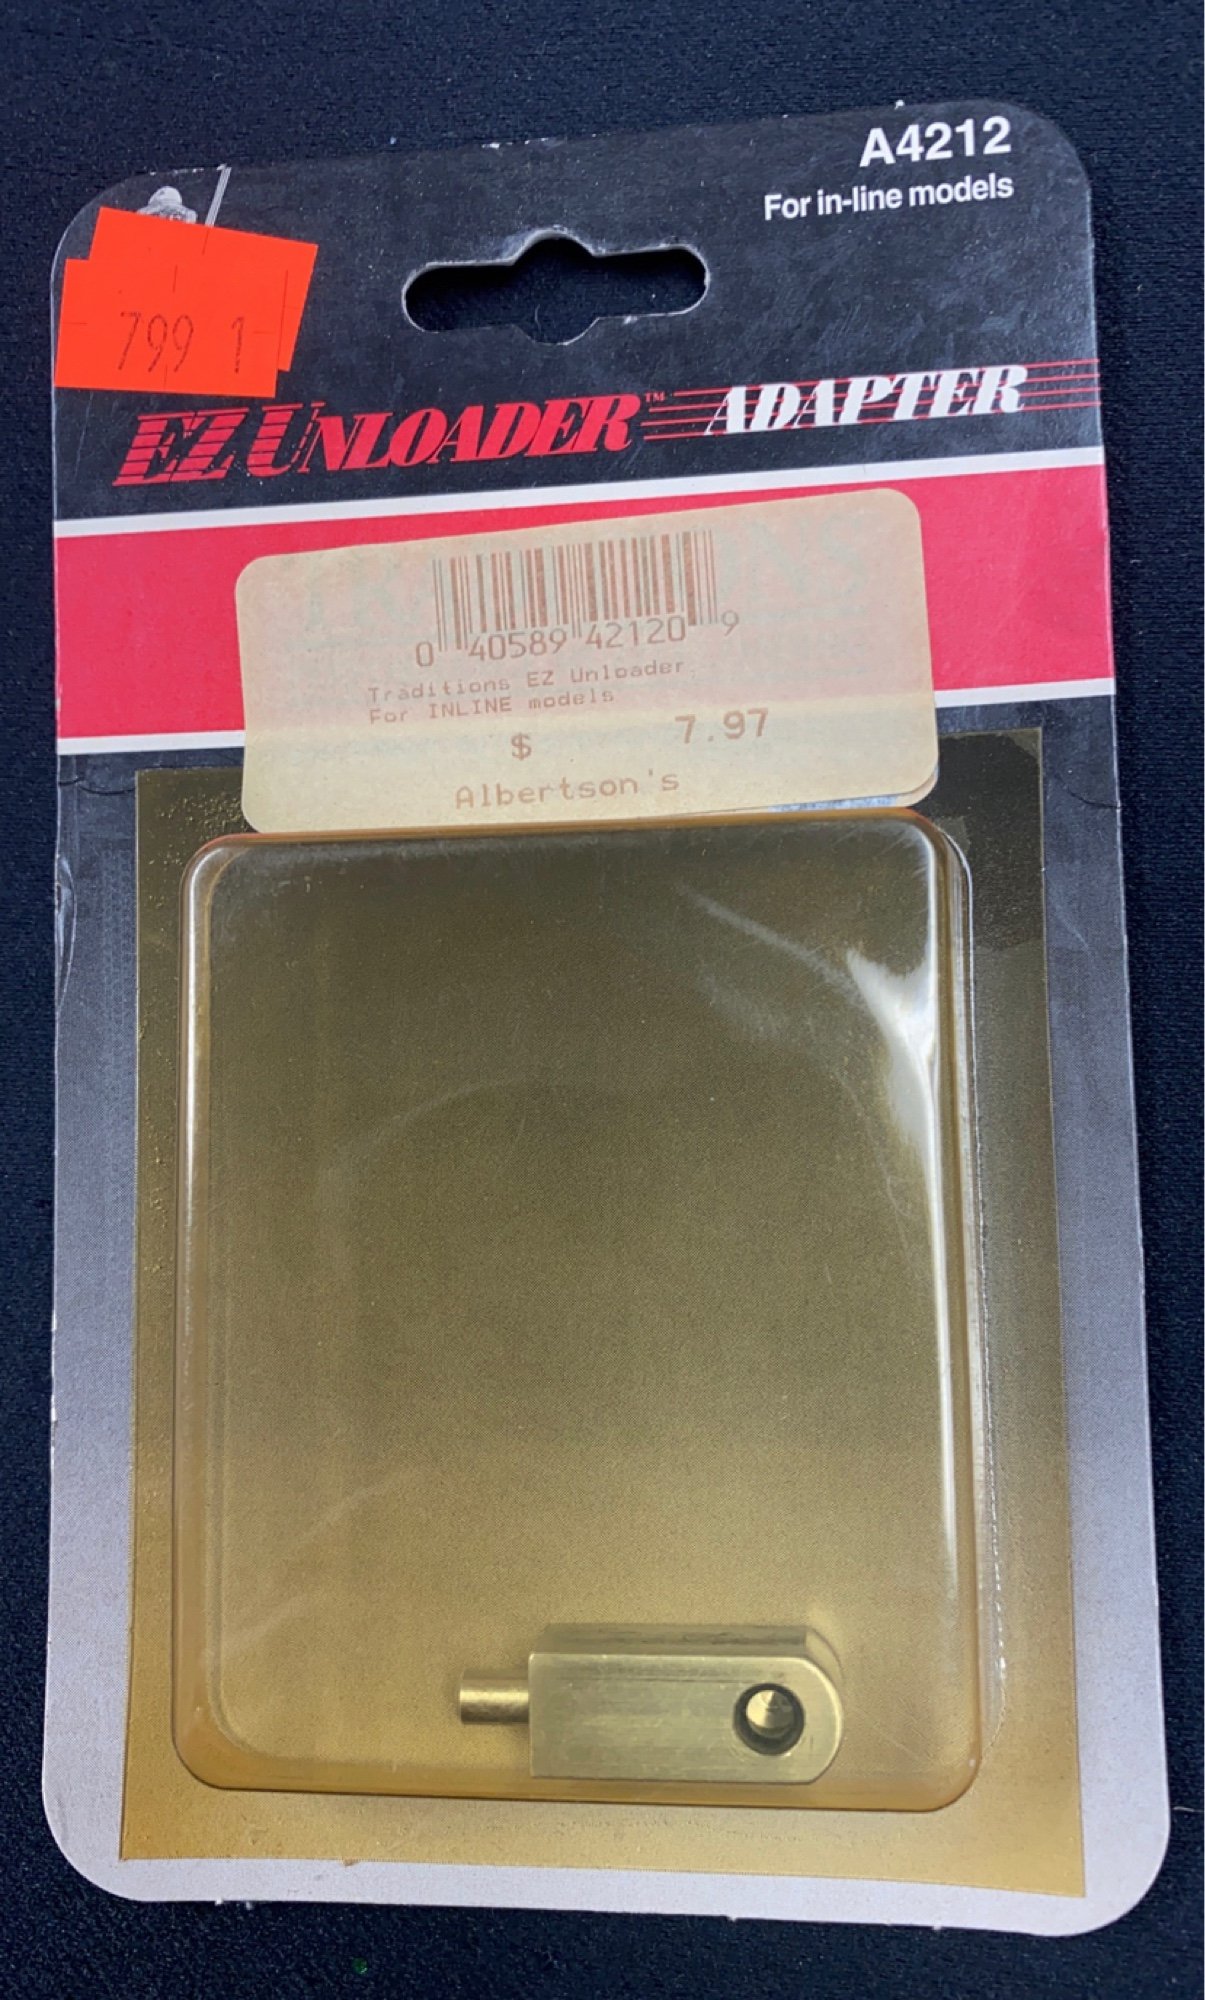 A4212
For in-line models
799 1
EZ UNLOADER™ ADAPTER
0 40589 42120 9
Traditions EZ Unloader
For INLINE models
$ 7.97
Albertson's